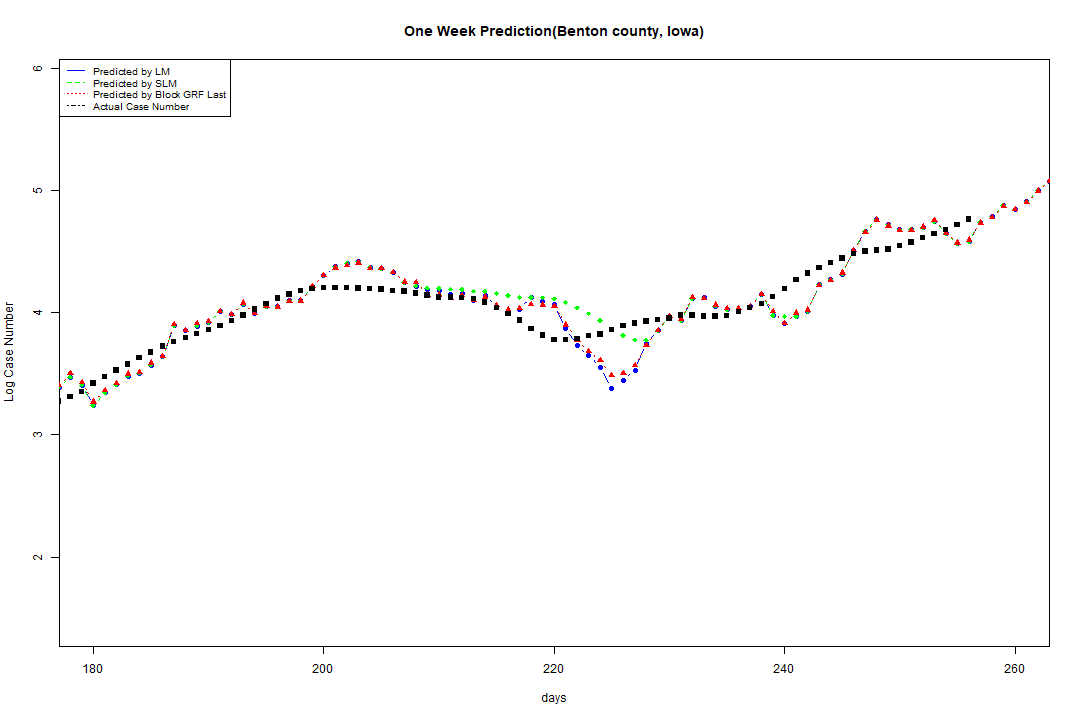 One Week Prediction(Benton county, Iowa)
Predicted by LM
Predicted by SLM
Predicted by Block GRF Last
Actual Case Number
6
5
4
3
2
Log Case Number
180 200 220 240 260
days